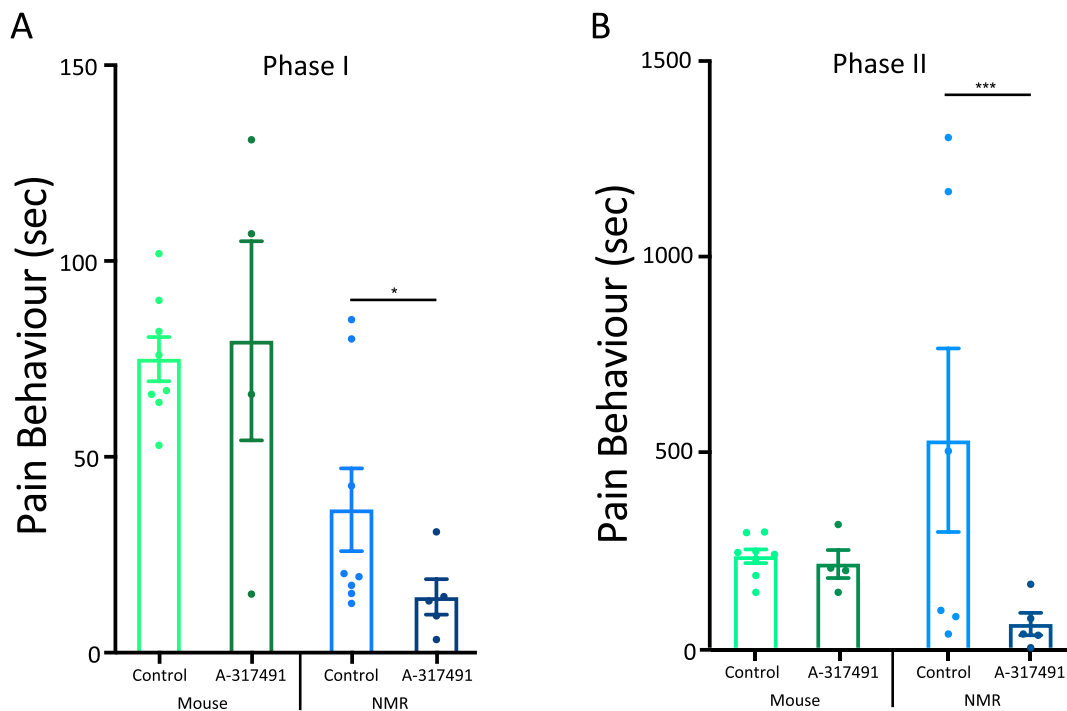 A
Phase I
Pain Behaviour (sec)
150
100
50
0
*
Control
A-317491
Control
A-317491
Mouse
NMR
B
Phase II
Pain Behaviour (sec)
1500
1000
500
0
***
Control
A-317491
Control
A-317491
Mouse
NMR